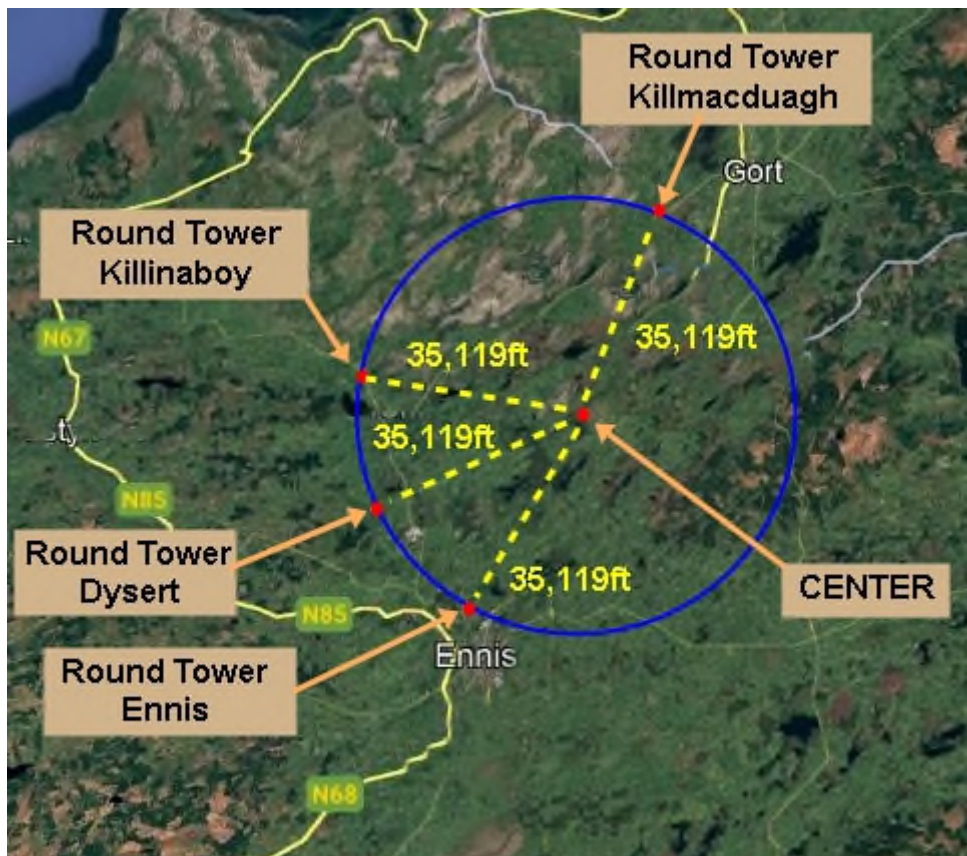 Round Tower
Killmacduagh
Gort
Round Tower
Killinaboy
N67
35,119ft
35,119ft
35,119ft
ty
N85
Round Tower
Dysert
35,119ft
CENTER
N85
Ennis
Round Tower
Ennis
N68